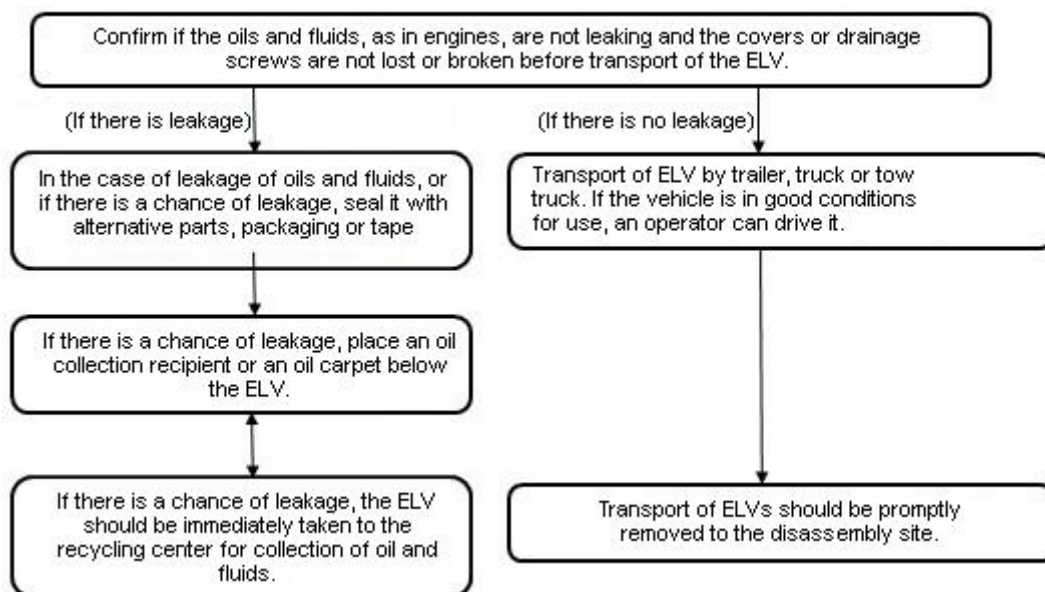 Confirm if the oils and fluids, as in engines, are not leaking and the covers or drainage
screws are not lost or broken before transport of the ELV.
(If there is leakage)
(If there is no leakage)
In the case of leakage of oils and fluids, or
if there is a chance of leakage, seal it with
alternative parts, packaging or tape
Transport of ELV by trailer, truck or tow
truck. If the vehicle is in good conditions
for use, an operator can drive it.
If there is a chance of leakage, place an oil
collection recipient or an oil carpet below
the ELV.
If there is a chance of leakage, the ELV
should be immediately taken to the
recycling center for collection of oil and
fluids.
Transport of ELVs should be promptly
removed to the disassembly site.